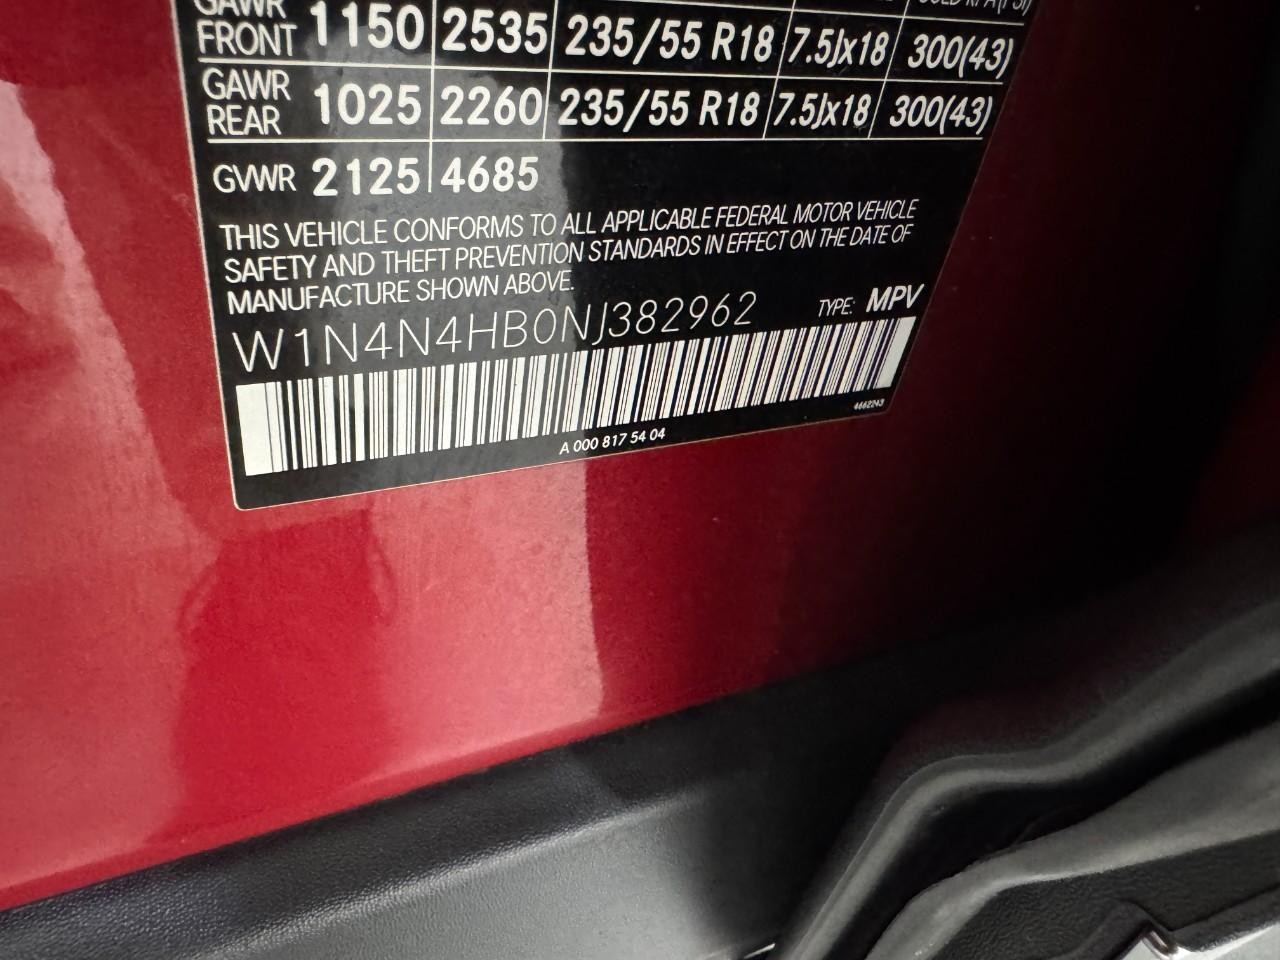 GAWR
FRONT 1150 2535 235/55 R18 7.5Jx18 300(43)
GAWR
REAR 1025 2260 235/55 R18 7.5Jx18 300(43)
GVWR 2125 4685
THIS VEHICLE CONFORMS TO ALL APPLICABLE FEDERAL MOTOR VEHICLE
SAFETY AND THEFT PREVENTION STANDARDS IN EFFECT ON THE DATE OF
MANUFACTURE SHOWN ABOVE.
W1N4N4HB0NJ382962 TYPE: MPV
4662243
A 000 817 54 04